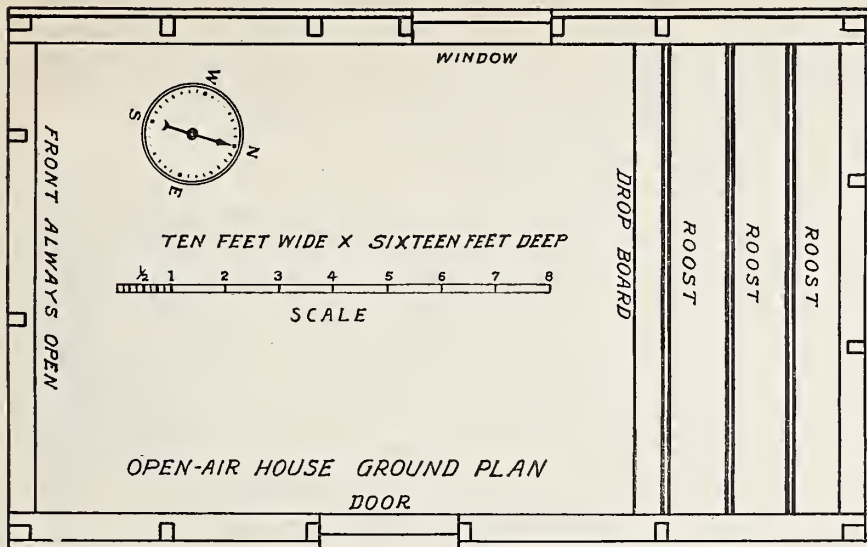 WINDOW
W
S
N
E
FRONT ALWAYS OPEN
TEN FEET WIDE X SIXTEEN FEET DEEP
½ 1 2 3 4 5 6 7 8
SCALE
DROP BOARD
ROOST
ROOST
ROOST
OPEN-AIR HOUSE GROUND PLAN
DOOR